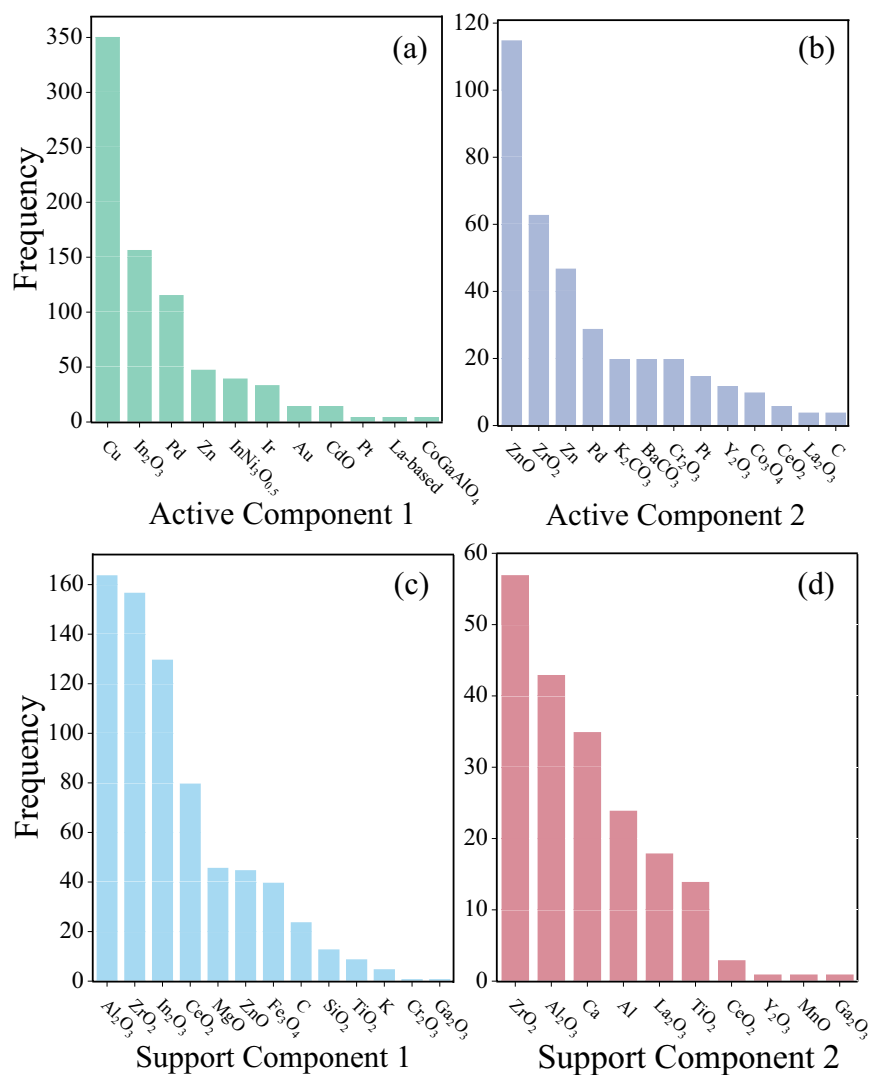 (a)
350
300
250
200
150
100
50
0
Frequency
Cu
In₂O₃
Pd
Zn
InNi₃O₀.₅
Ir
Au
CdO
Pt
La-based
CoGaAlO₄
Active Component 1
(b)
120
100
80
60
40
20
0
ZnO
ZrO₂
Zn
Pd
K₂CO₃
BaCO₃
Cr₂O₃
Pt
Y₂O₃
Co₃O₄
CeO₂
La₂O₃
C
Active Component 2
(c)
160
140
120
100
80
60
40
20
0
Frequency
Al₂O₃
ZrO₂
In₂O₃
CeO₂
MgO
ZnO
Fe₃O₄
C
SiO₂
TiO₂
K
Cr₂O₃
Ga₂O₃
Support Component 1
(d)
60
50
40
30
20
10
0
ZrO₂
Al₂O₃
Ca
Al
La₂O₃
TiO₂
CeO₂
Y₂O₃
MnO
Ga₂O₃
Support Component 2